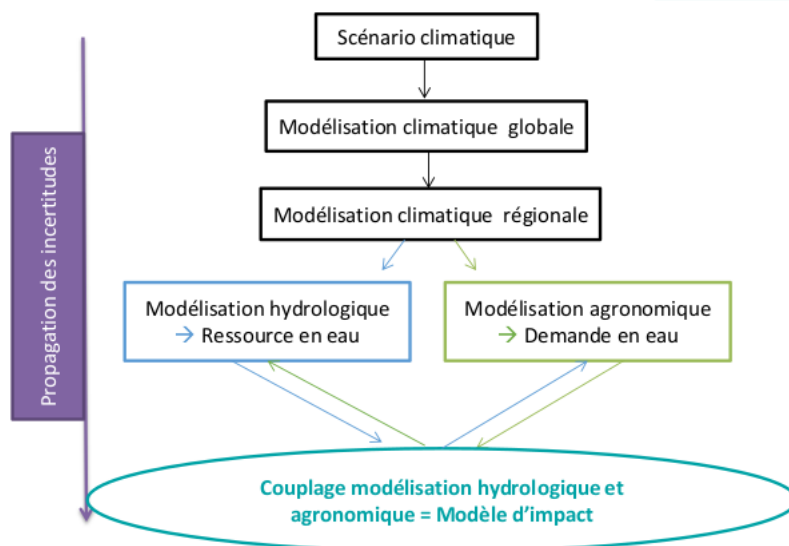 Scénario climatique
Modélisation climatique globale
Modélisation climatique régionale
Propagation des incertitudes
Modélisation hydrologique
→ Ressource en eau
Modélisation agronomique
→ Demande en eau
Couplage modélisation hydrologique et
agronomique = Modèle d'impact